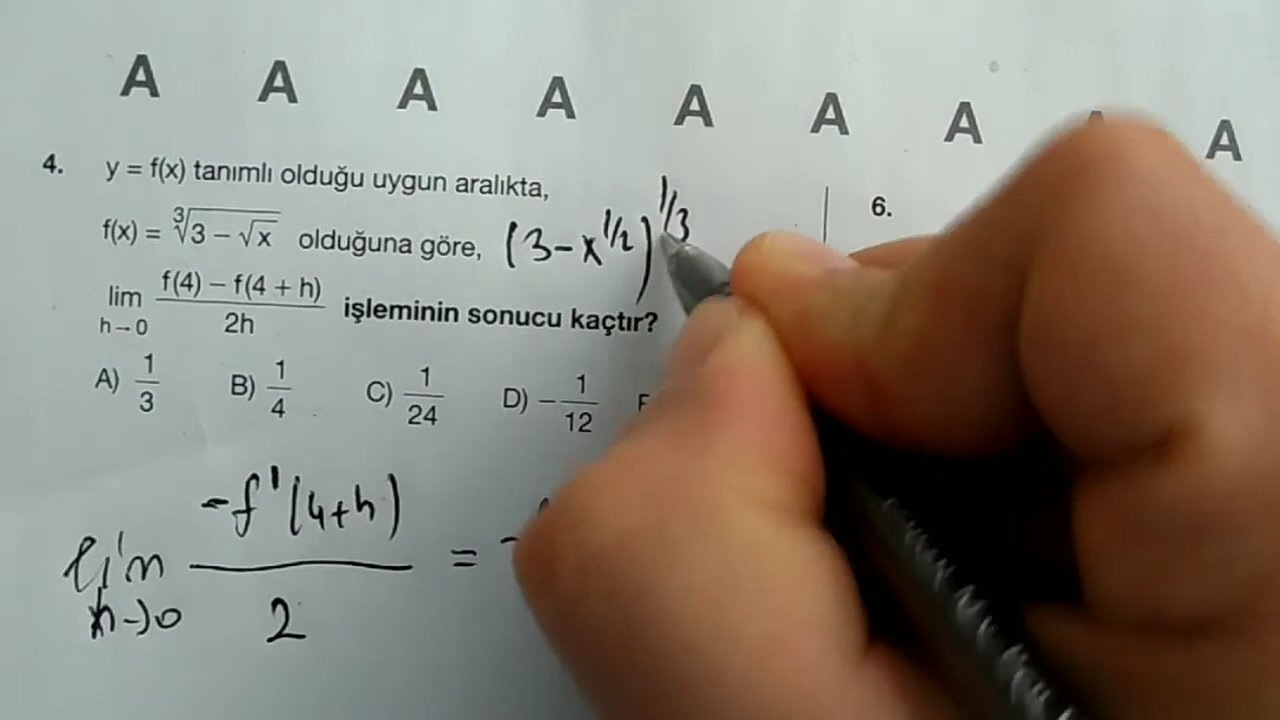 A A A A A A A A
4. y = f(x) tanımlı olduğu uygun aralıkta,
f(x) = ∛(3 − √x) olduğuna göre, (3 − x^1/2)^1/3
lim h→0 (f(4) − f(4 + h))/2h işleminin sonucu kaçtır?
A) 1/3 B) 1/4 C) 1/24 D) −1/12
lim h→0 −f'(4+h)/2 =
6.